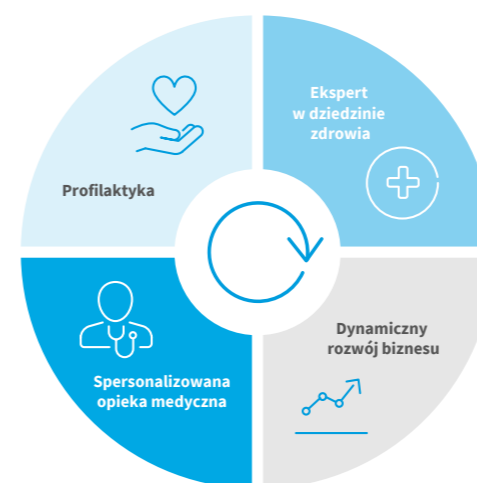 Ekspert
w dziedzinie
zdrowia
Profilaktyka
Dynamiczny
rozwój biznesu
Spersonalizowana
opieka medyczna